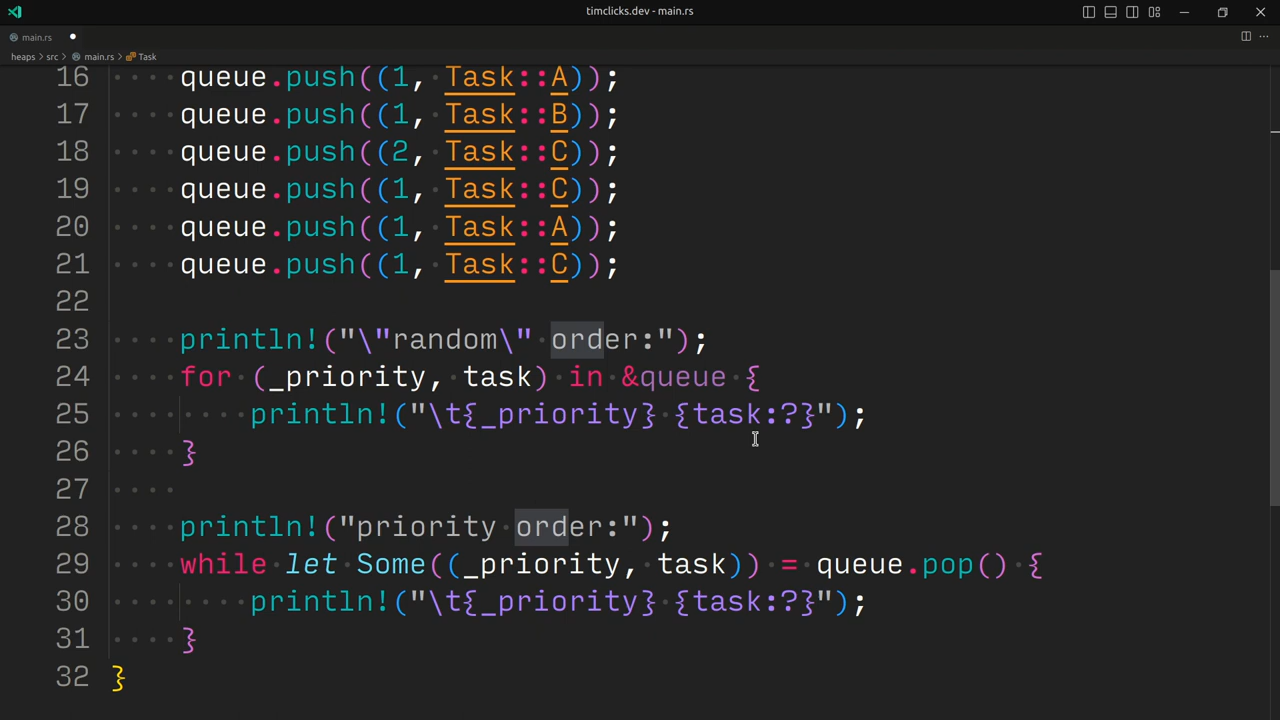 timclicks.dev - main.rs
main.rs
heaps > src > main.rs > Task
16 queue.push((1, Task::A));
17 queue.push((1, Task::B));
18 queue.push((2, Task::C));
19 queue.push((1, Task::C));
20 queue.push((1, Task::A));
21 queue.push((1, Task::C));
22
23 println!("\"random\" order:");
24 for (_priority, task) in &queue {
25 println!("\t{_priority} {task:?}");
26 }
27
28 println!("priority order:");
29 while let Some((_priority, task)) = queue.pop() {
30 println!("\t{_priority} {task:?}");
31 }
32 }